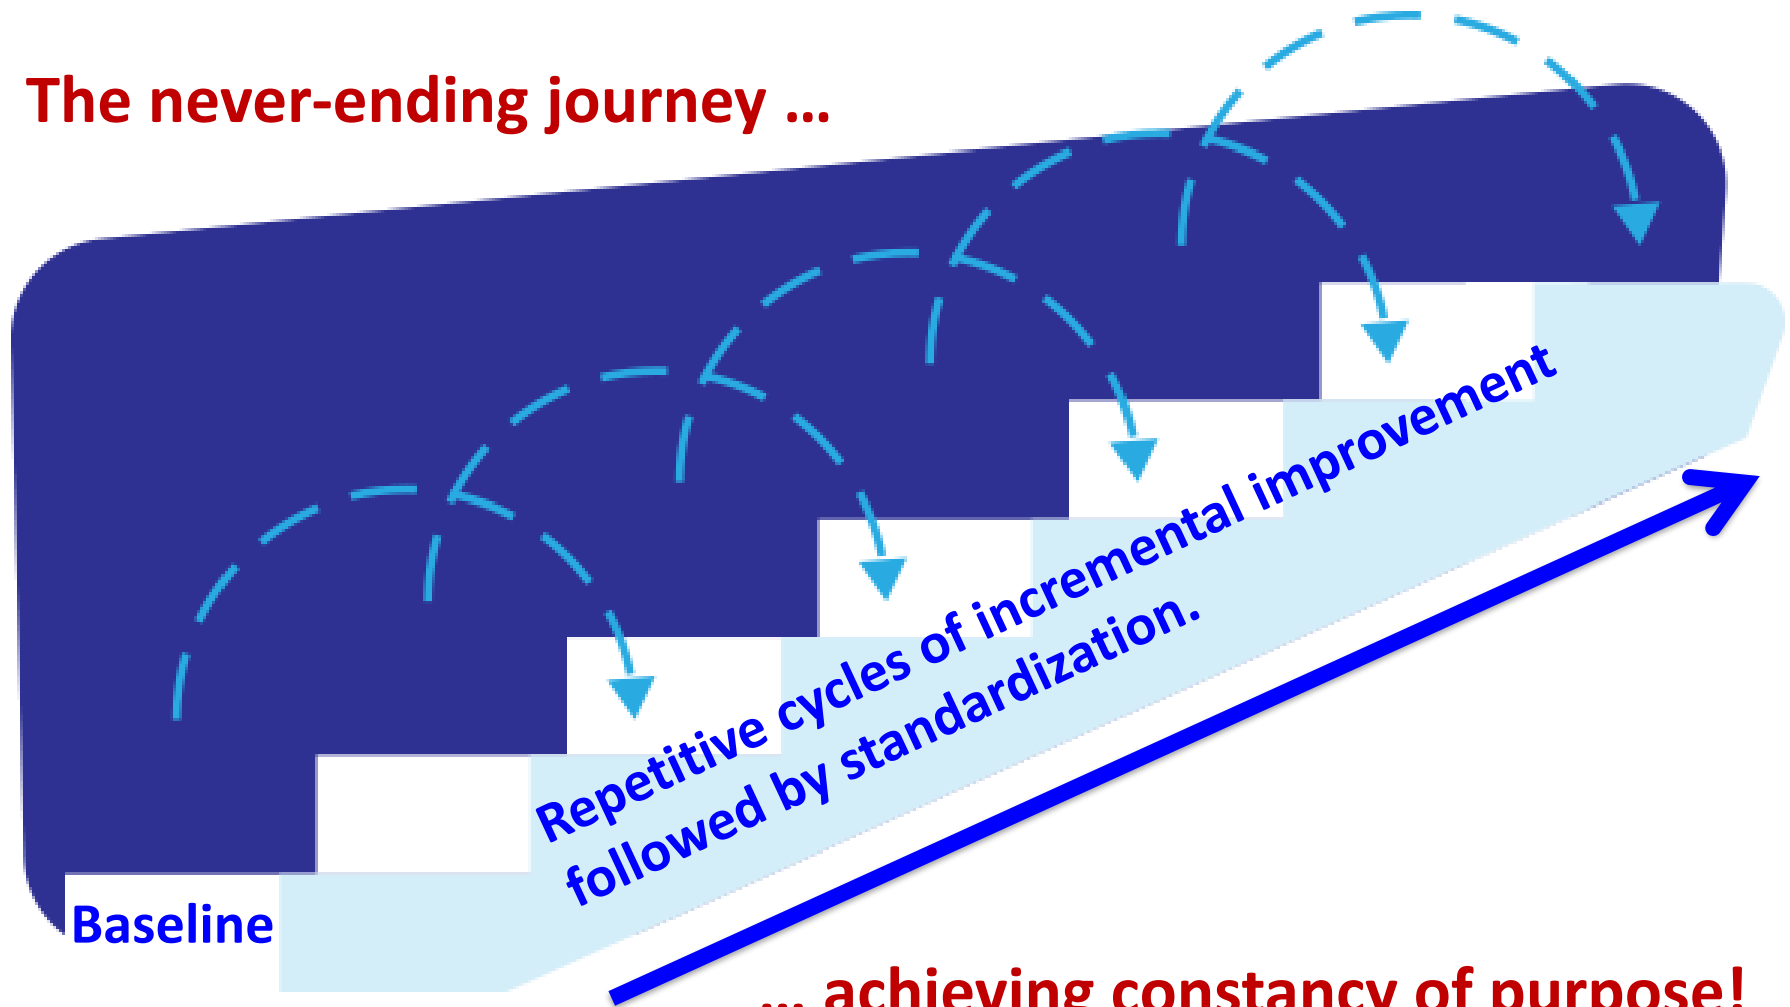 The never-ending journey …
Repetitive cycles of incremental improvement
followed by standardization.
Baseline
… achieving constancy of purpose!